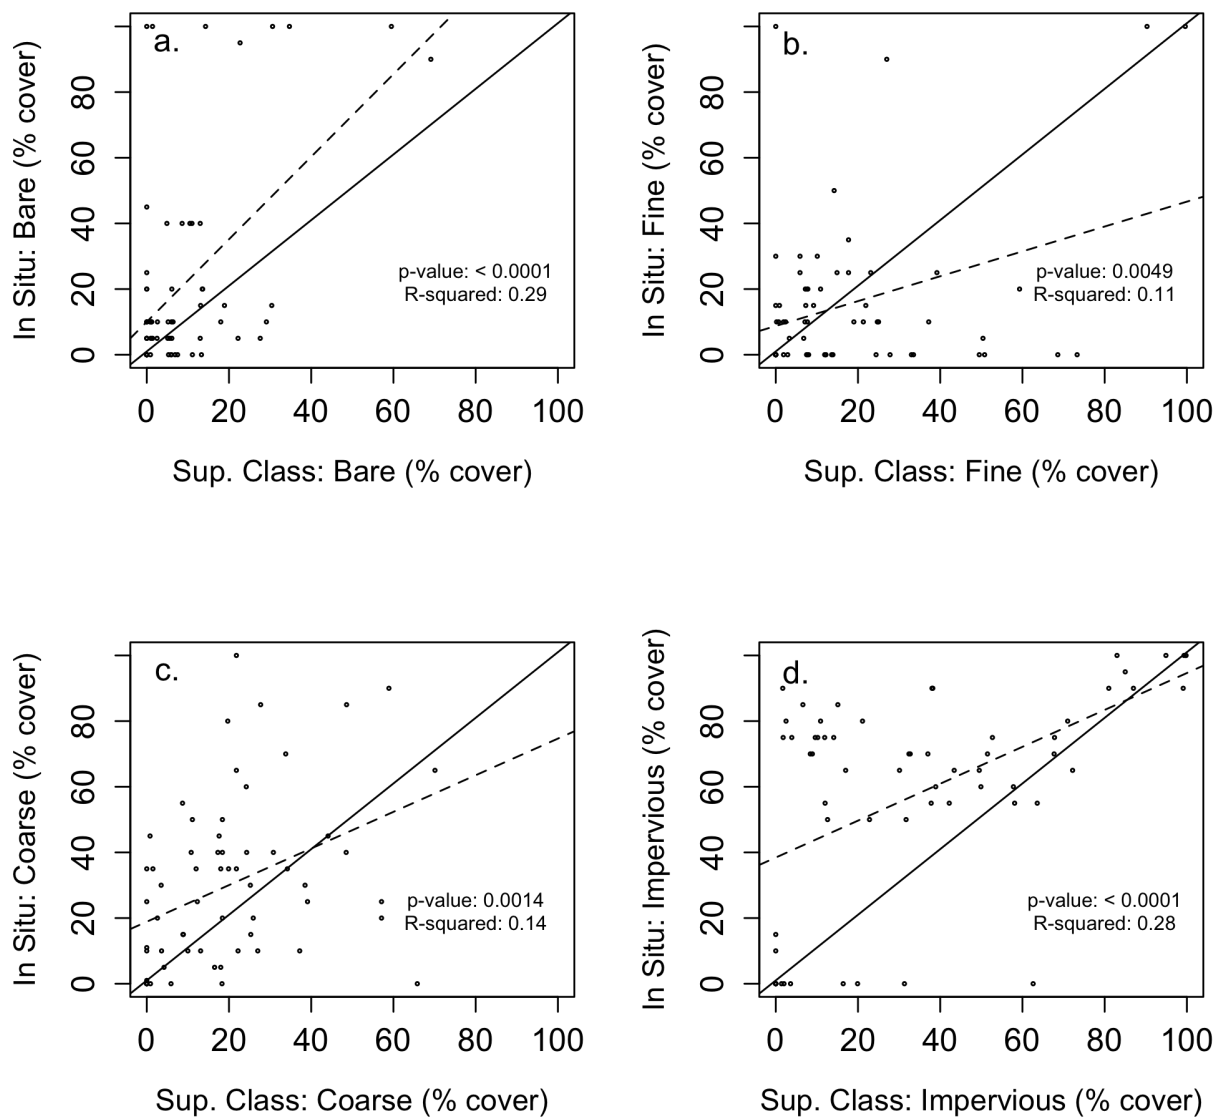 a.
In Situ: Bare (% cover)
80
60
40
20
0
p-value: < 0.0001
R-squared: 0.29
0 20 40 60 80 100
Sup. Class: Bare (% cover)
b.
In Situ: Fine (% cover)
80
60
40
20
0
p-value: 0.0049
R-squared: 0.11
0 20 40 60 80 100
Sup. Class: Fine (% cover)
c.
In Situ: Coarse (% cover)
80
60
40
20
0
p-value: 0.0014
R-squared: 0.14
0 20 40 60 80 100
Sup. Class: Coarse (% cover)
d.
In Situ: Impervious (% cover)
80
60
40
20
0
p-value: < 0.0001
R-squared: 0.28
0 20 40 60 80 100
Sup. Class: Impervious (% cover)